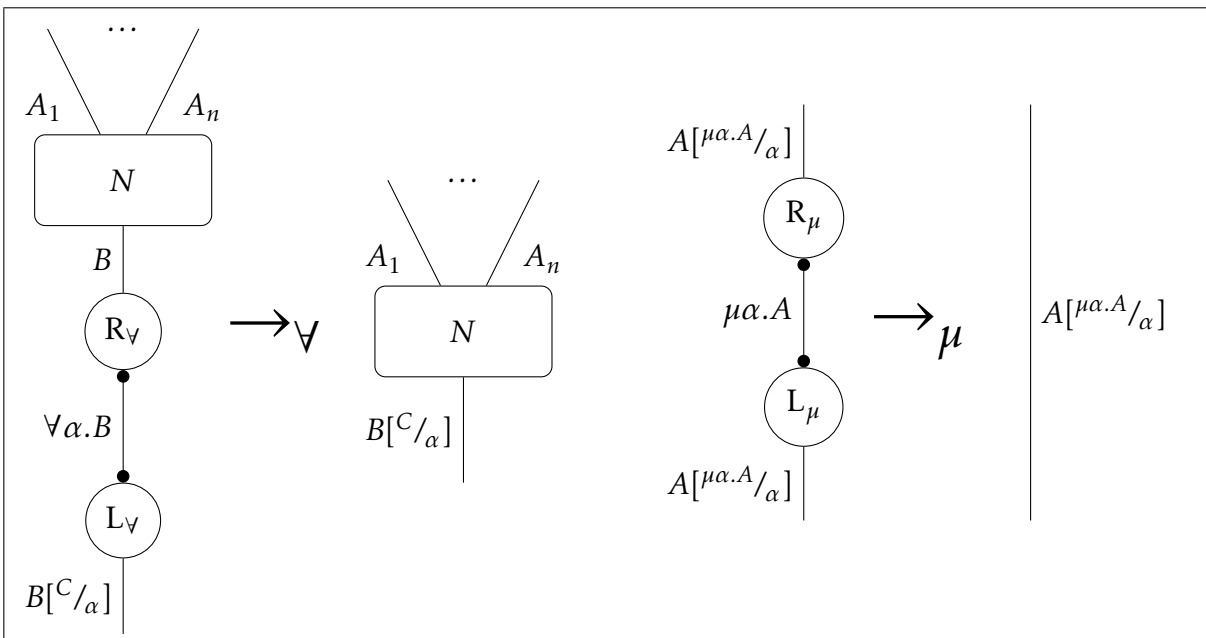 ...
A₁ Aₙ
N
B
R∀
∀α.B
L∀
B[C/α]
→∀
...
A₁ Aₙ
N
B[C/α]
A[μα.A/α]
Rμ
μα.A
Lμ
A[μα.A/α]
→μ
A[μα.A/α]